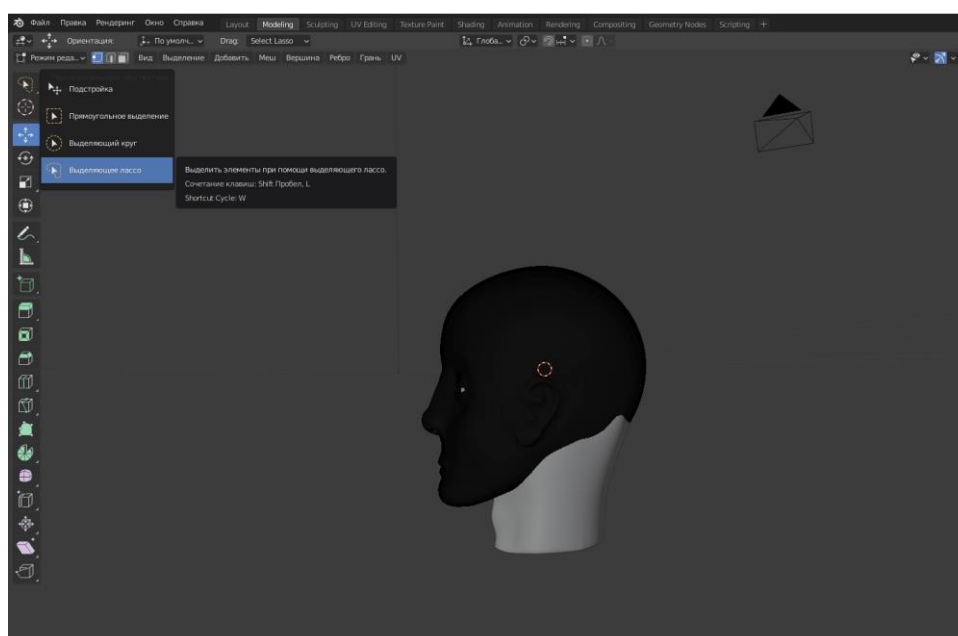 Файл Правка Рендеринг Окно Справка Layout Modeling Sculpting UV Editing Texture Paint Shading Animation Rendering Compositing Geometry Nodes Scripting +
Ориентация: По умолч... Drag: Select Lasso Глоба...
Режим реда... Вид Выделение Добавить Меш Вершина Ребро Грань UV
Подстройка
Прямоугольное выделение
Выделяющий круг
Выделяющее лассо
Выделить элементы при помощи выделяющего лассо.
Сочетание клавиш: Shift Пробел, L
Shortcut Cycle: W